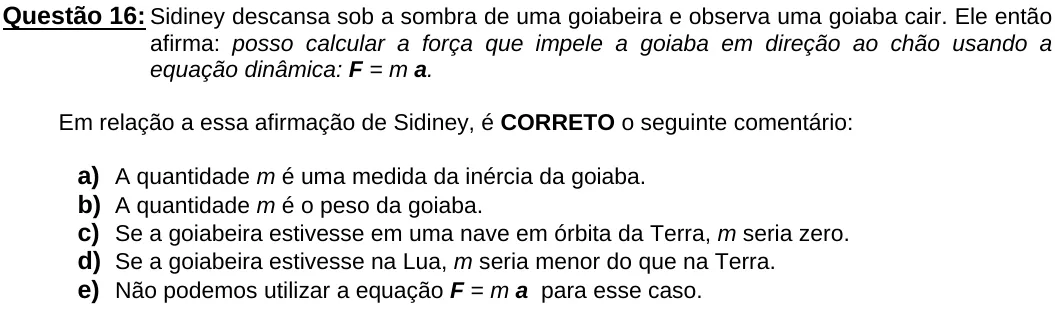 Questão 16: Sidiney descansa sob a sombra de uma goiabeira e observa uma goiaba cair. Ele então
afirma: posso calcular a força que impele a goiaba em direção ao chão usando a
equação dinâmica: F = m a.
Em relação a essa afirmação de Sidiney, é CORRETO o seguinte comentário:
a) A quantidade m é uma medida da inércia da goiaba.
b) A quantidade m é o peso da goiaba.
c) Se a goiabeira estivesse em uma nave em órbita da Terra, m seria zero.
d) Se a goiabeira estivesse na Lua, m seria menor do que na Terra.
e) Não podemos utilizar a equação F = m a para esse caso.